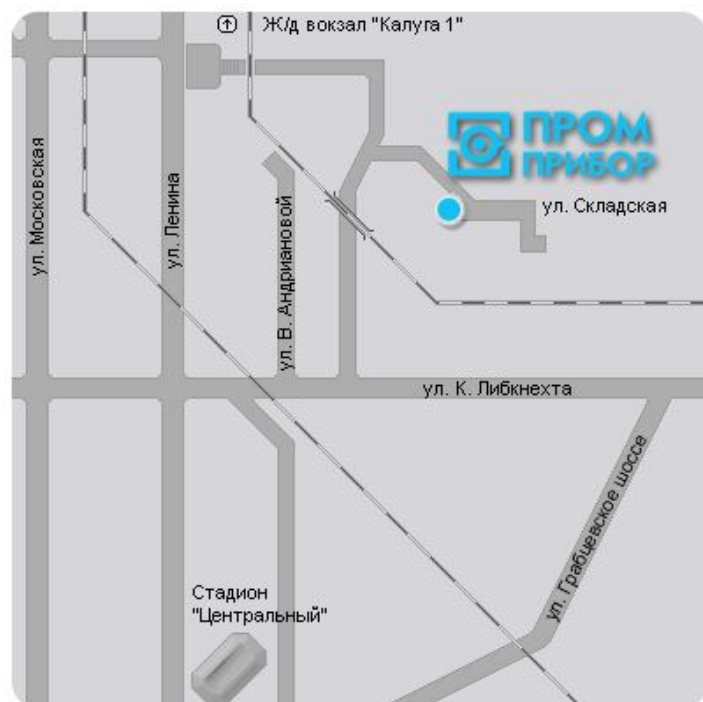 Ж/д вокзал "Калуга 1"
ПРОМ
ПРИБОР
ул. Складская
ул. Московская
ул. Ленина
ул. В. Андриановой
ул. К. Либкнехта
ул. Грабцевское шоссе
Стадион
"Центральный"